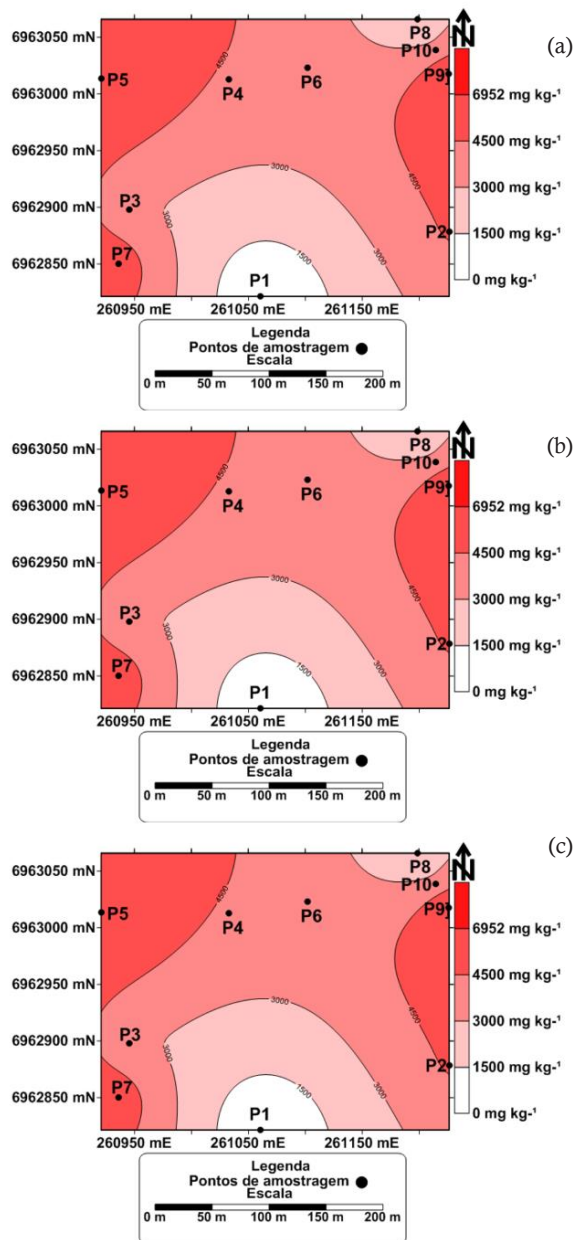 (a)
6963050 mN
6963000 mN
6962950 mN
6962900 mN
6962850 mN
P8
P10
P9
P5
P4
P6
P3
P7
P2
P1
4500
3000
1500
3000
3000
4500
N
6952 mg kg-¹
4500 mg kg-¹
3000 mg kg-¹
1500 mg kg-¹
0 mg kg-¹
260950 mE 261050 mE 261150 mE
Legenda
Pontos de amostragem
Escala
0 m 50 m 100 m 150 m 200 m
(b)
6963050 mN
6963000 mN
6962950 mN
6962900 mN
6962850 mN
P8
P10
P9
P5
P4
P6
P3
P7
P2
P1
4500
3000
1500
3000
3000
4500
N
6952 mg kg-¹
4500 mg kg-¹
3000 mg kg-¹
1500 mg kg-¹
0 mg kg-¹
260950 mE 261050 mE 261150 mE
Legenda
Pontos de amostragem
Escala
0 m 50 m 100 m 150 m 200 m
(c)
6963050 mN
6963000 mN
6962950 mN
6962900 mN
6962850 mN
P8
P10
P9
P5
P4
P6
P3
P7
P2
P1
4500
3000
1500
3000
3000
4500
N
6952 mg kg-¹
4500 mg kg-¹
3000 mg kg-¹
1500 mg kg-¹
0 mg kg-¹
260950 mE 261050 mE 261150 mE
Legenda
Pontos de amostragem
Escala
0 m 50 m 100 m 150 m 200 m